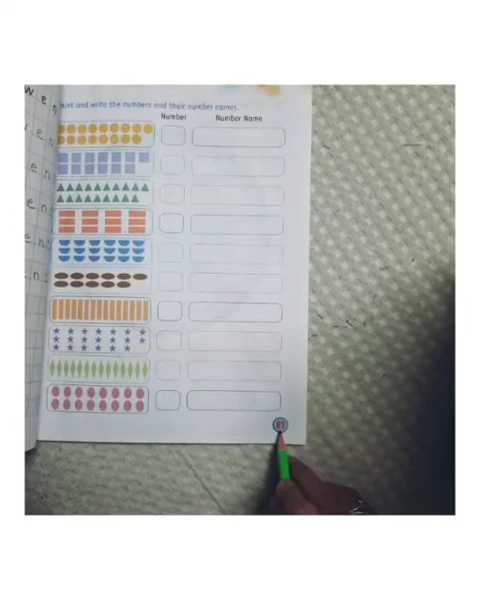 w e n
unt and write the numbers and their number names.
Number Number Name
v e n
e n
e n
e n
e n
81